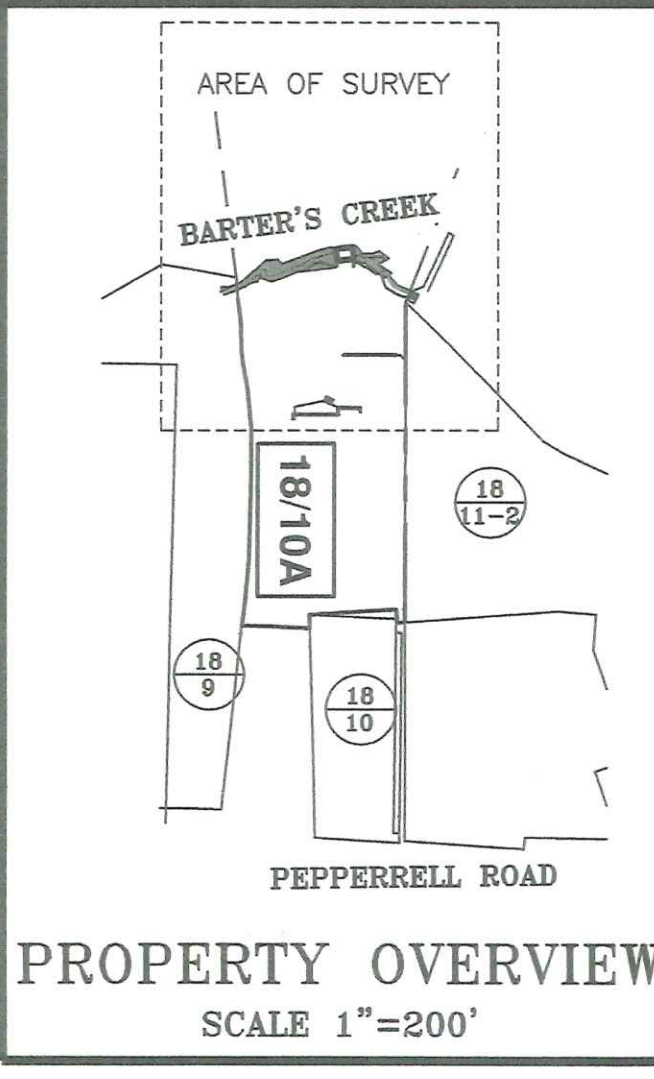 AREA OF SURVEY
BARTER'S CREEK
18/10A
18
11-2
18
9
18
10
PEPPERRELL ROAD
PROPERTY OVERVIEW
SCALE 1"=200'